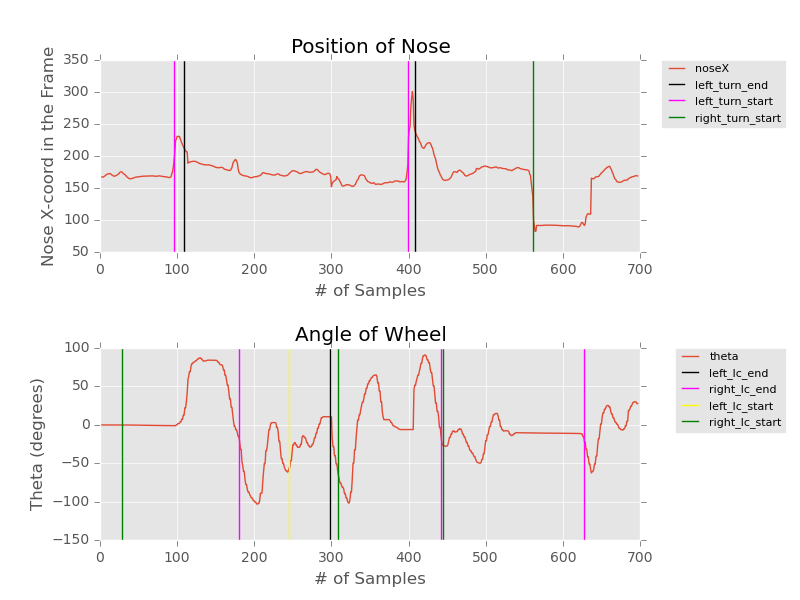 Position of Nose
Nose X-coord in the Frame
350
300
250
200
150
100
50
0 100 200 300 400 500 600 700
# of Samples
noseX
left_turn_end
left_turn_start
right_turn_start
Angle of Wheel
Theta (degrees)
100
50
0
−50
−100
−150
0 100 200 300 400 500 600 700
# of Samples
theta
left_lc_end
right_lc_end
left_lc_start
right_lc_start